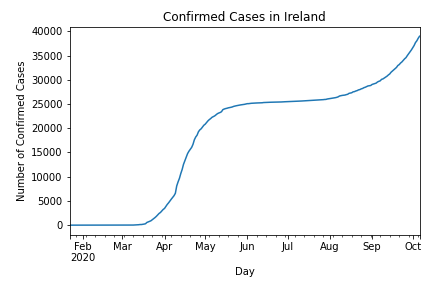 Confirmed Cases in Ireland
Number of Confirmed Cases
40000
35000
30000
25000
20000
15000
10000
5000
0
Feb Mar Apr May Jun Jul Aug Sep Oct
2020
Day